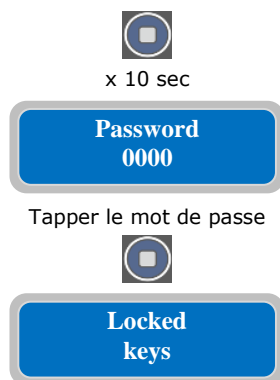 x 10 sec
Password
0000
Tapper le mot de passe
Locked
keys